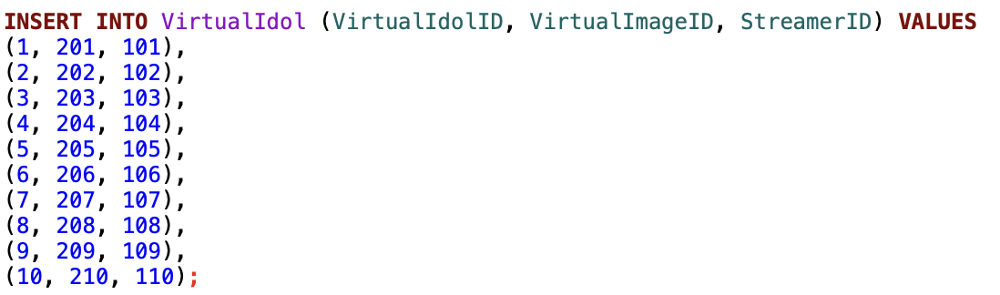 INSERT INTO VirtualIdol (VirtualIdolID, VirtualImageID, StreamerID) VALUES
(1, 201, 101),
(2, 202, 102),
(3, 203, 103),
(4, 204, 104),
(5, 205, 105),
(6, 206, 106),
(7, 207, 107),
(8, 208, 108),
(9, 209, 109),
(10, 210, 110);